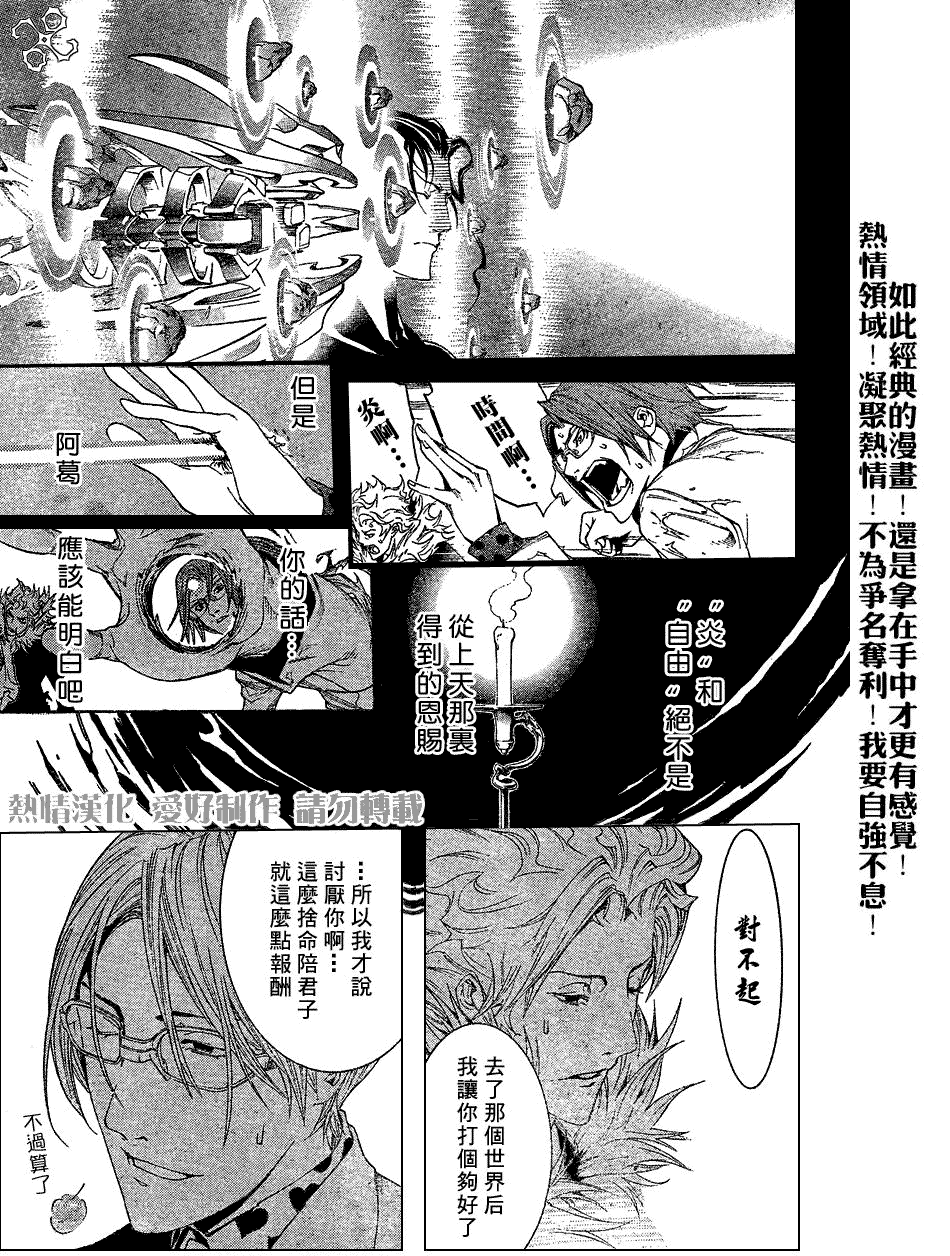 時間啊…
炎啊…
但是
阿葛
你的話…
應該能明白吧
〝炎〞和
〝自由〞絕不是
從上天那裏
得到的恩賜
熱情漢化 愛好制作 請勿轉載
對不起
去了那個世界后
我讓你打個夠好了
…所以我才說
討厭你啊…
這麼捨命陪君子
就這麼點報酬
不過算了
如此經典的漫畫！還是拿在手中才更有感覺！
熱情領域！凝聚熱情！不為爭名奪利！我要自強不息！